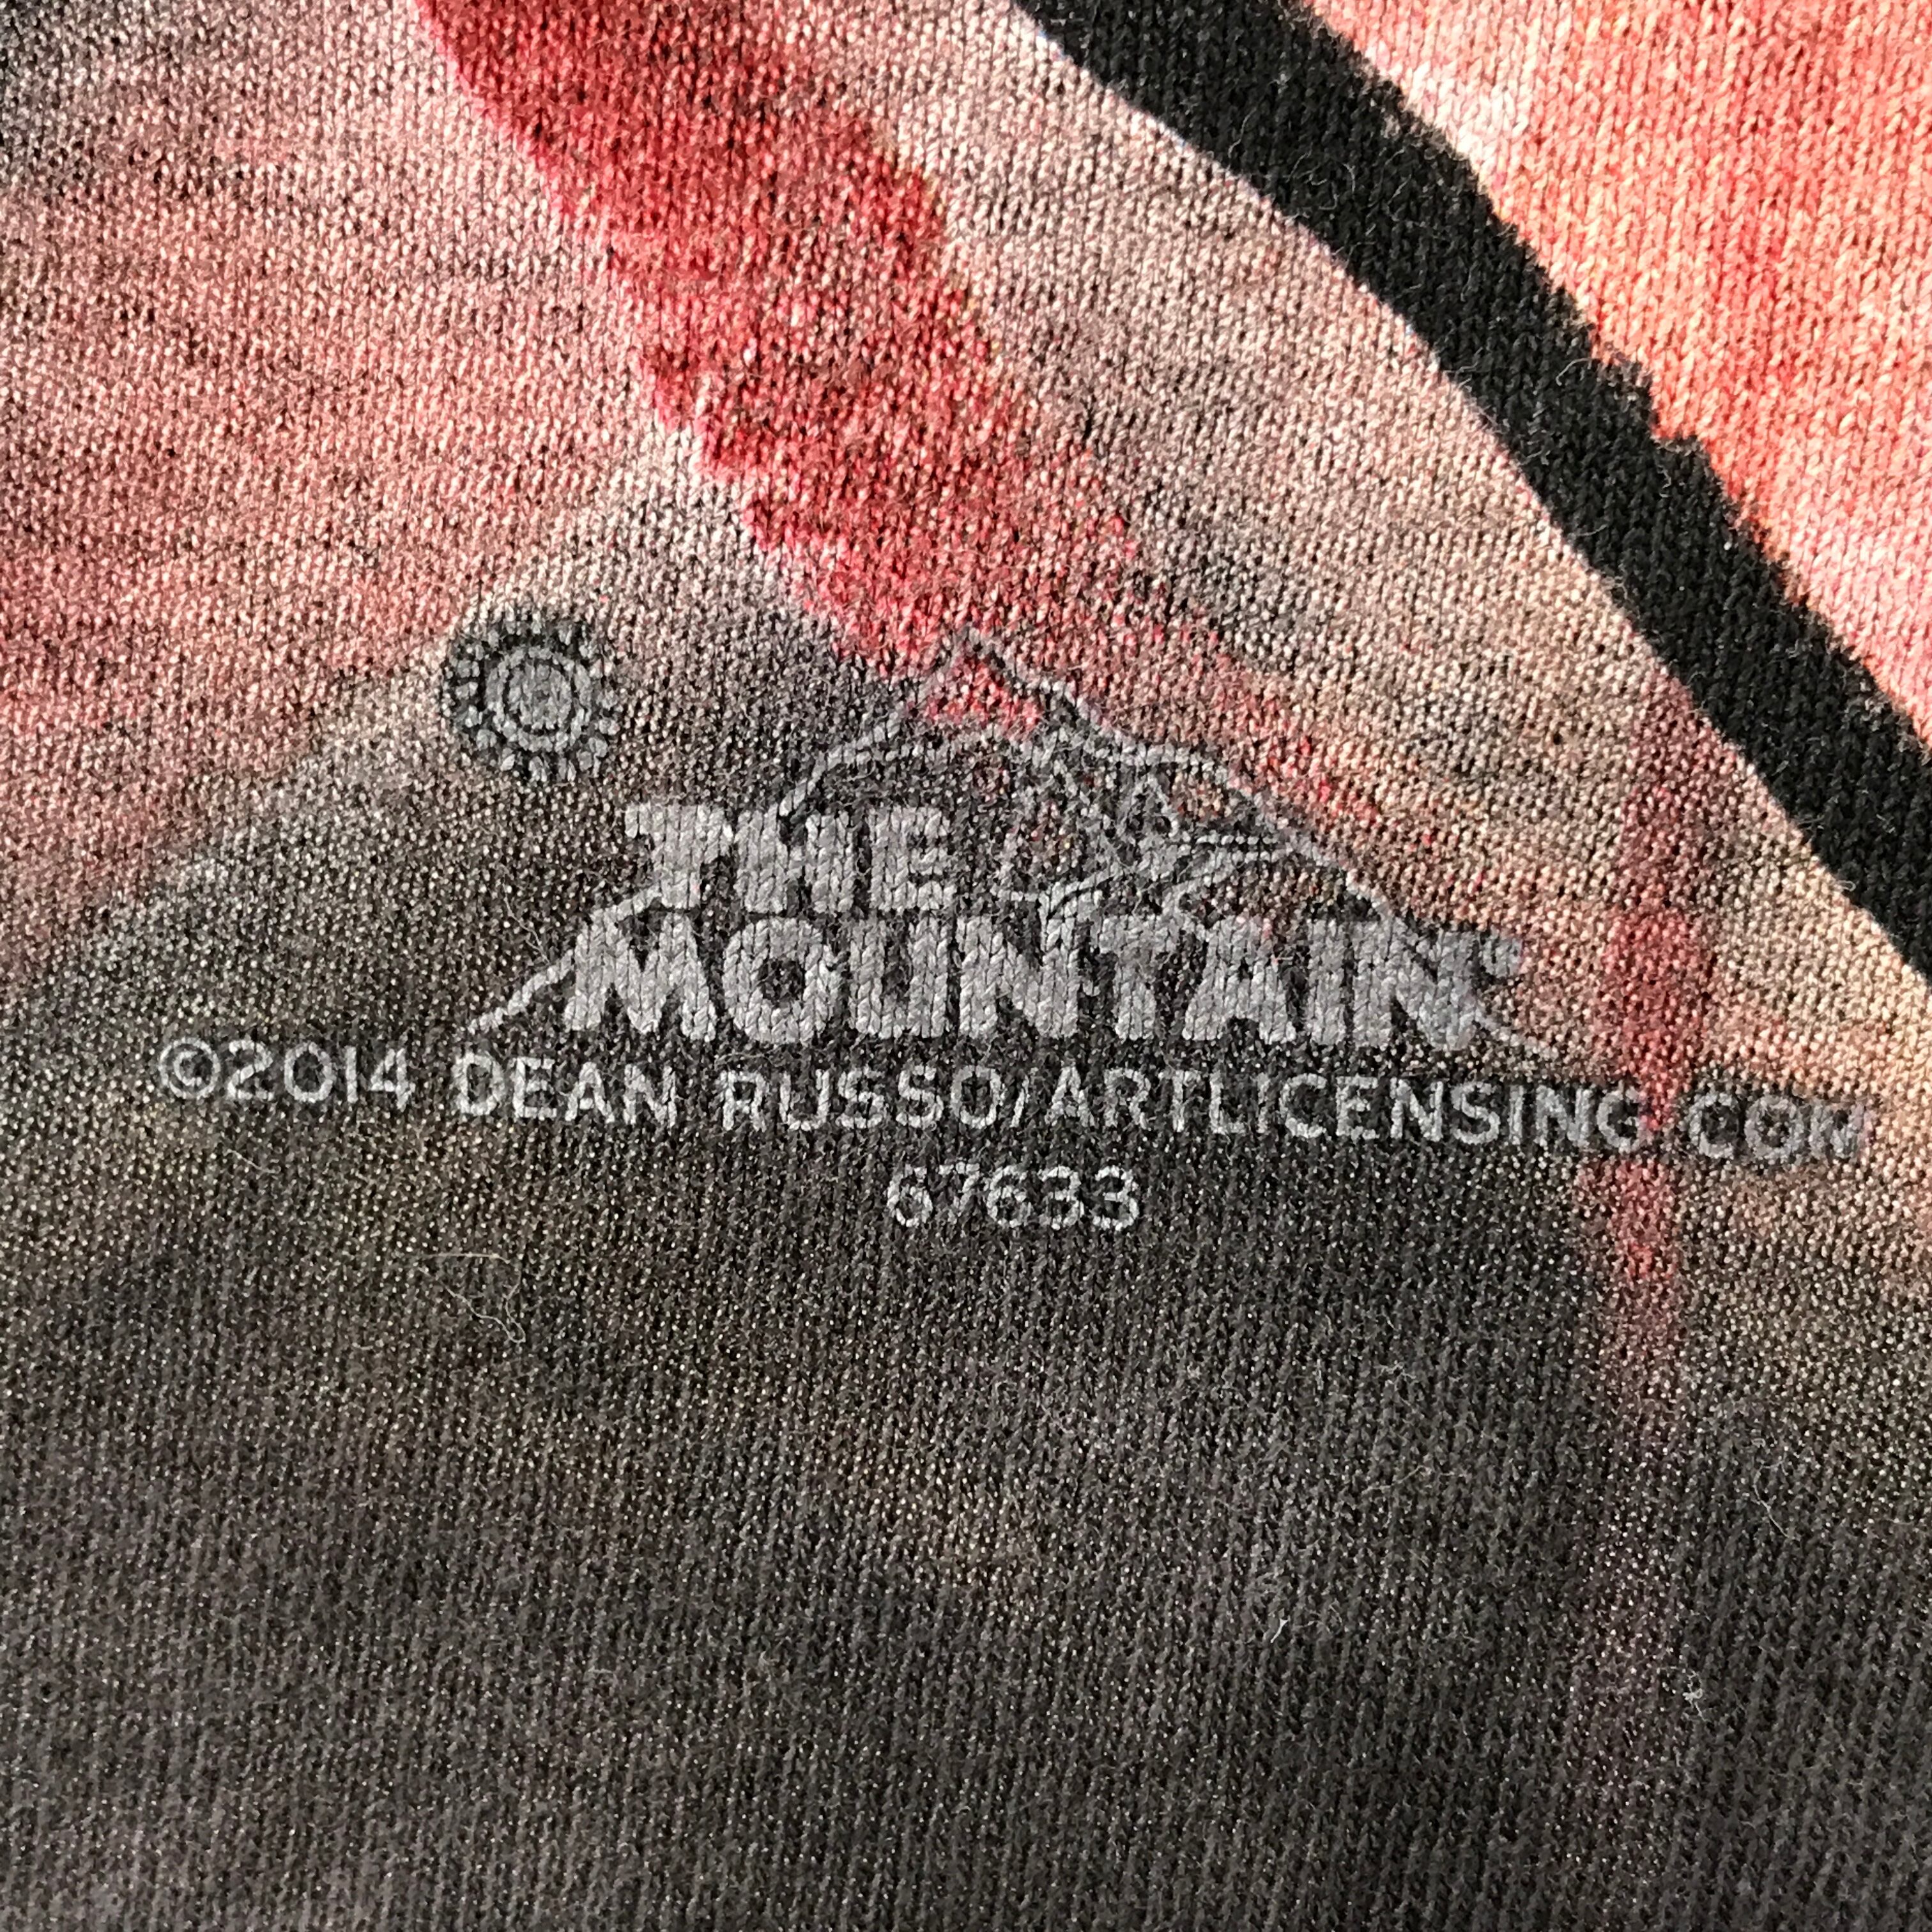 THE
MOUNTAIN®
©2014 DEAN RUSSO/ARTLICENSING.COM
67633